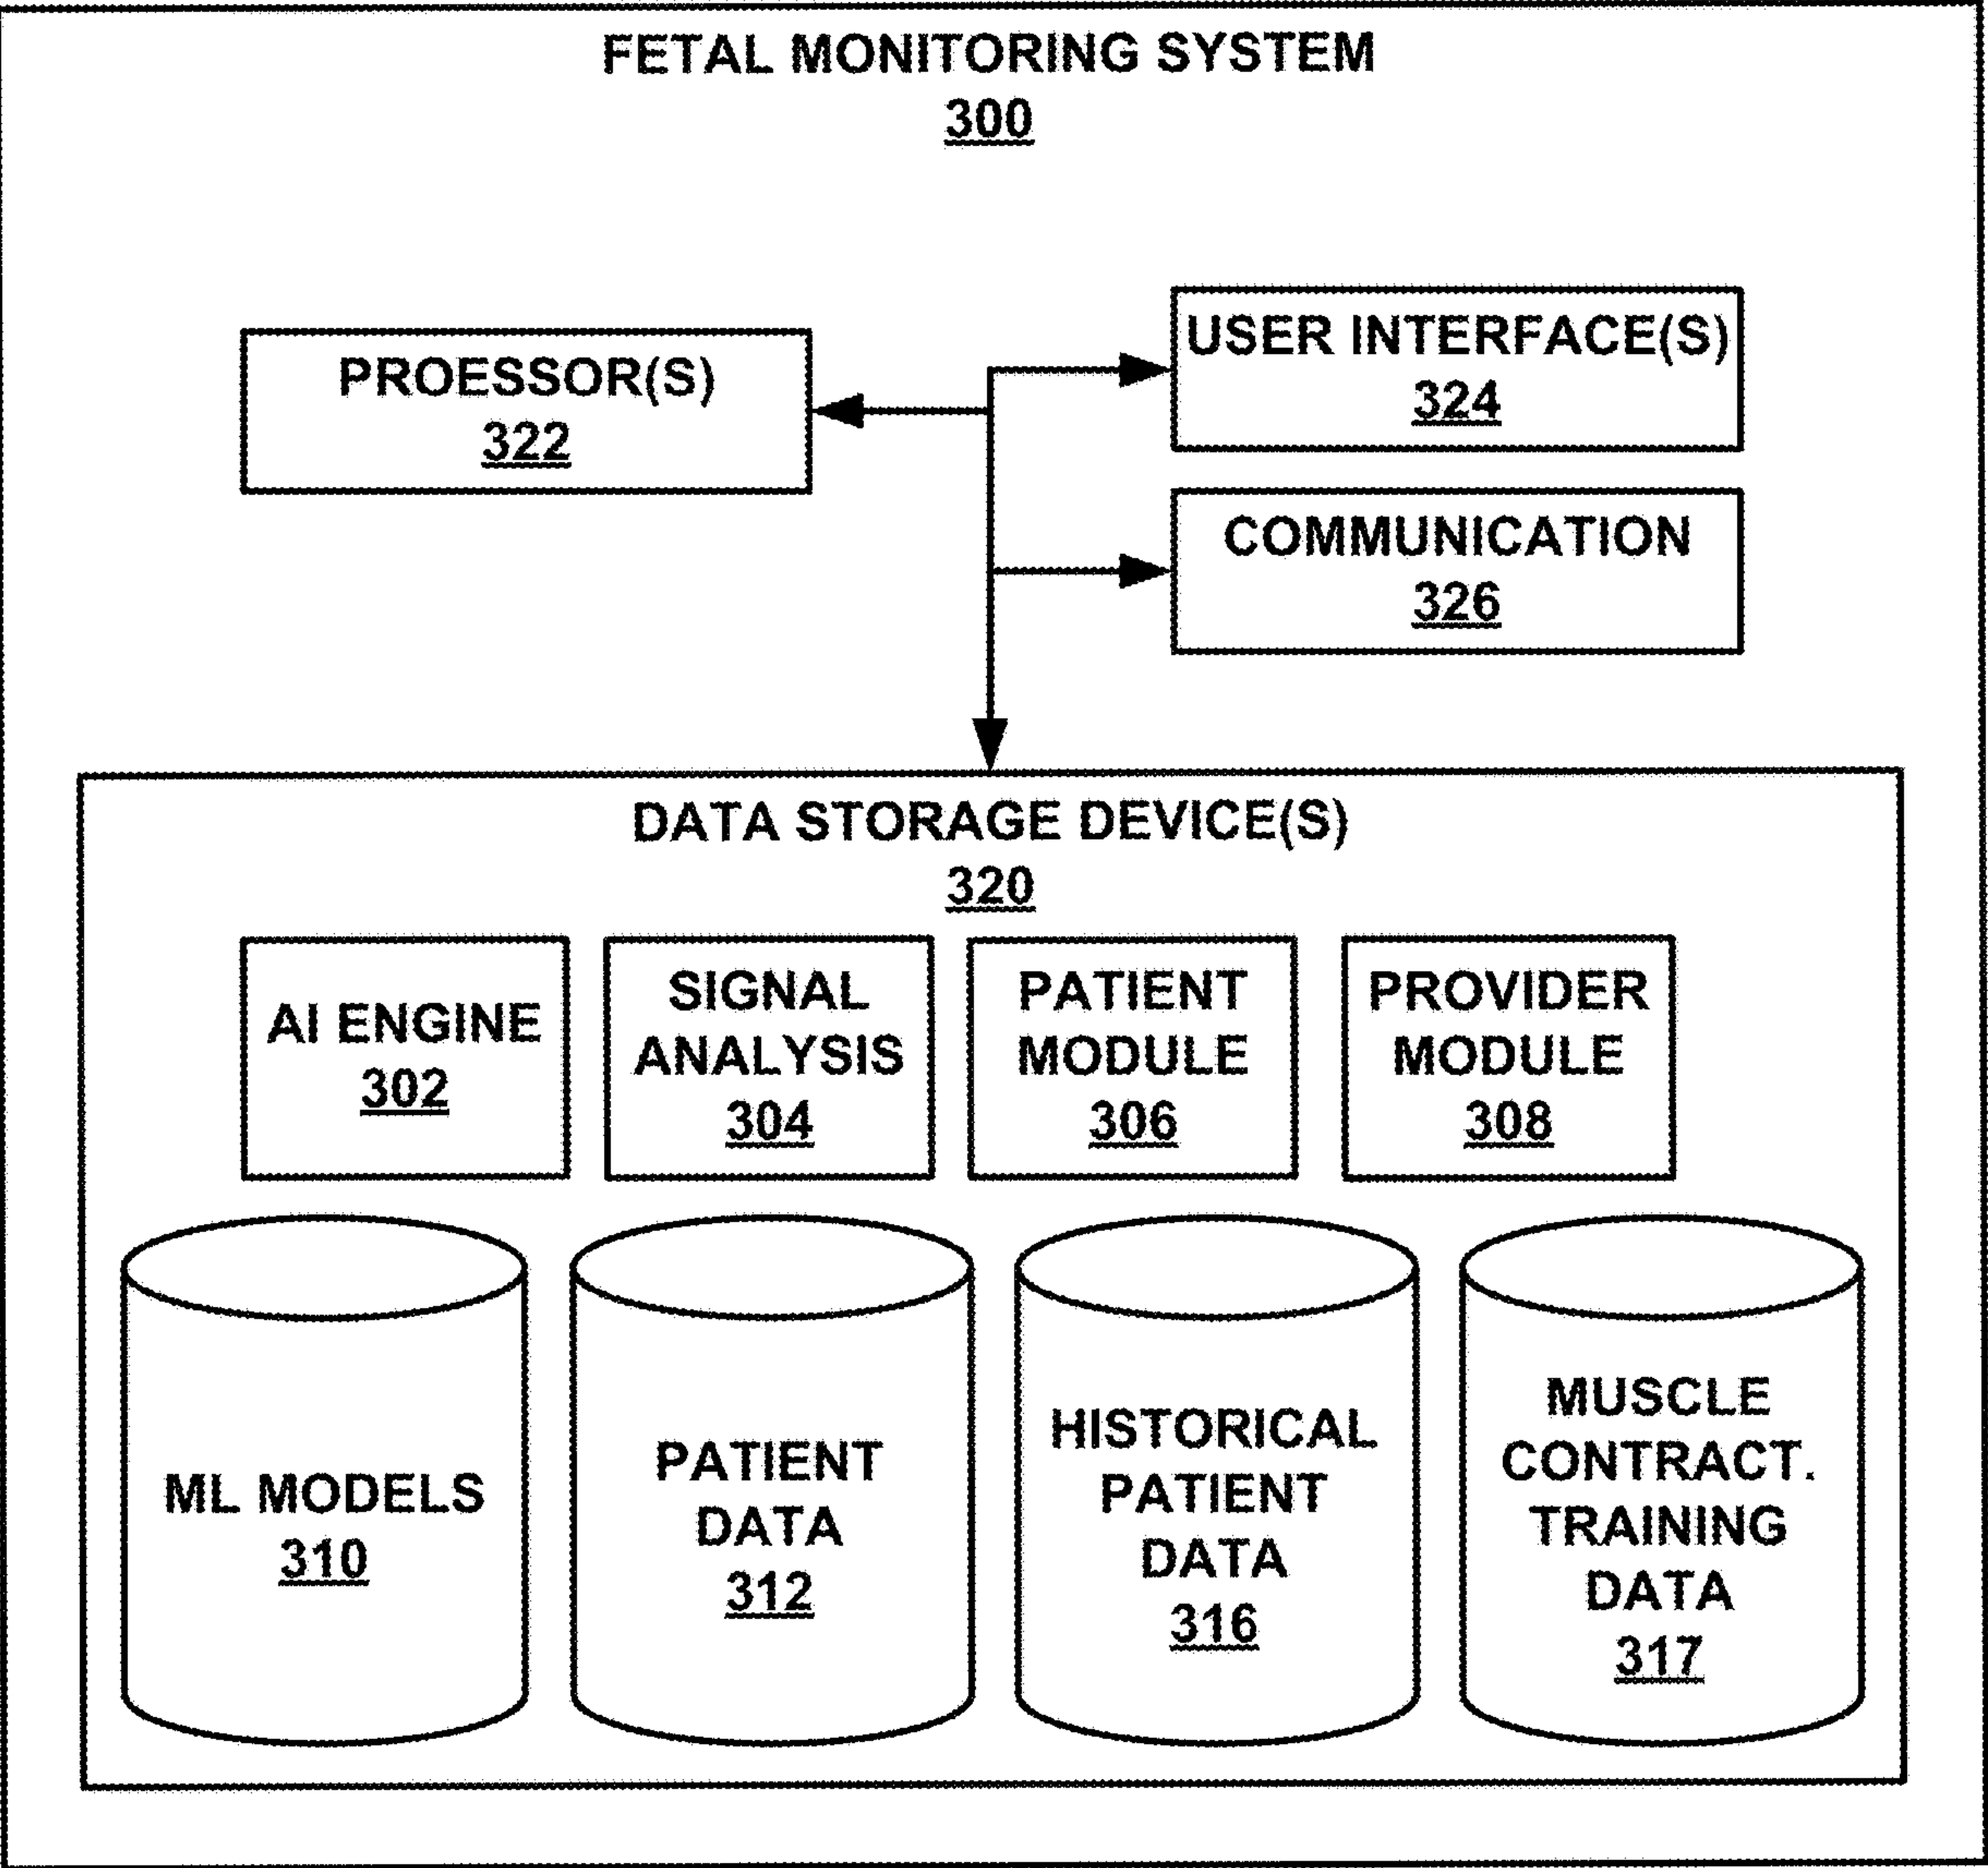 FETAL MONITORING SYSTEM
300
PROESSOR(S)
322
USER INTERFACE(S)
324
COMMUNICATION
326
DATA STORAGE DEVICE(S)
320
AI ENGINE
302
SIGNAL
ANALYSIS
304
PATIENT
MODULE
306
PROVIDER
MODULE
308
ML MODELS
310
PATIENT
DATA
312
HISTORICAL
PATIENT
DATA
316
MUSCLE
CONTRACT.
TRAINING
DATA
317